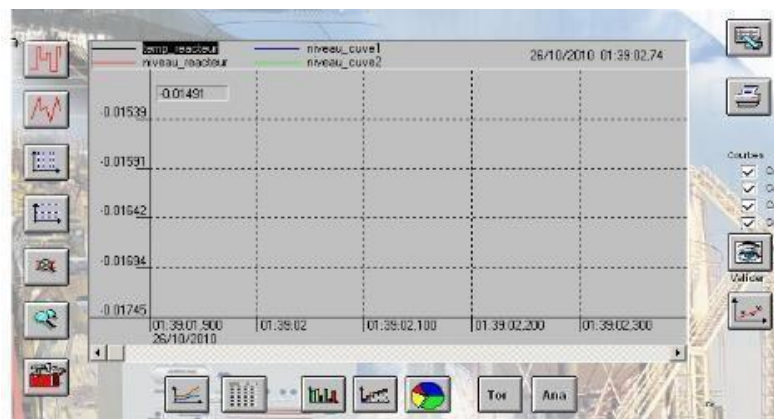 temp_reacteur niveau_cuve1
niveau_reacteur niveau_cuve2
26/10/2010 01:39:02,74
-0.01491
-0.01539
-0.01591
-0.01642
-0.01694
-0.01745
01:39:01,900 01:39:02 01:39:02,100 01:39:02,200 01:39:02,300
26/10/2010
Courbes
Valider
Tor Ana